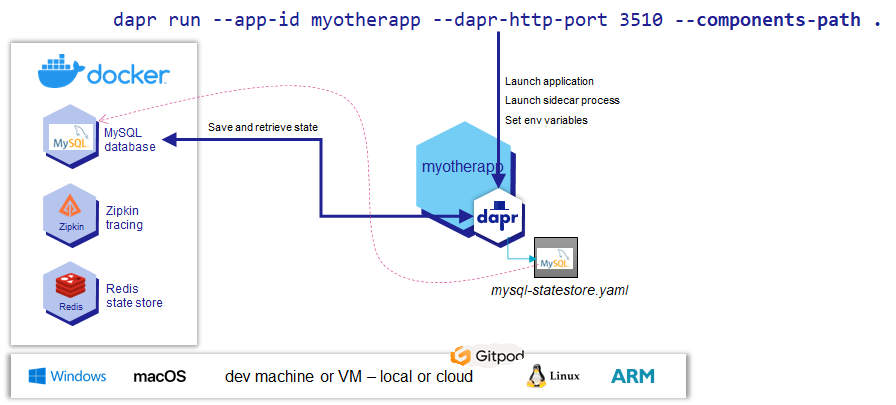 dapr run --app-id myotherapp --dapr-http-port 3510 --components-path .
docker
Launch application
Launch sidecar process
Set env variables
MySQL
MySQL
database
Save and retrieve state
myotherapp
dapr
Zipkin
Zipkin
tracing
MySQL
mysql-statestore.yaml
Redis
Redis
state store
Gitpod
Windows
macOS
dev machine or VM – local or cloud
Linux
ARM